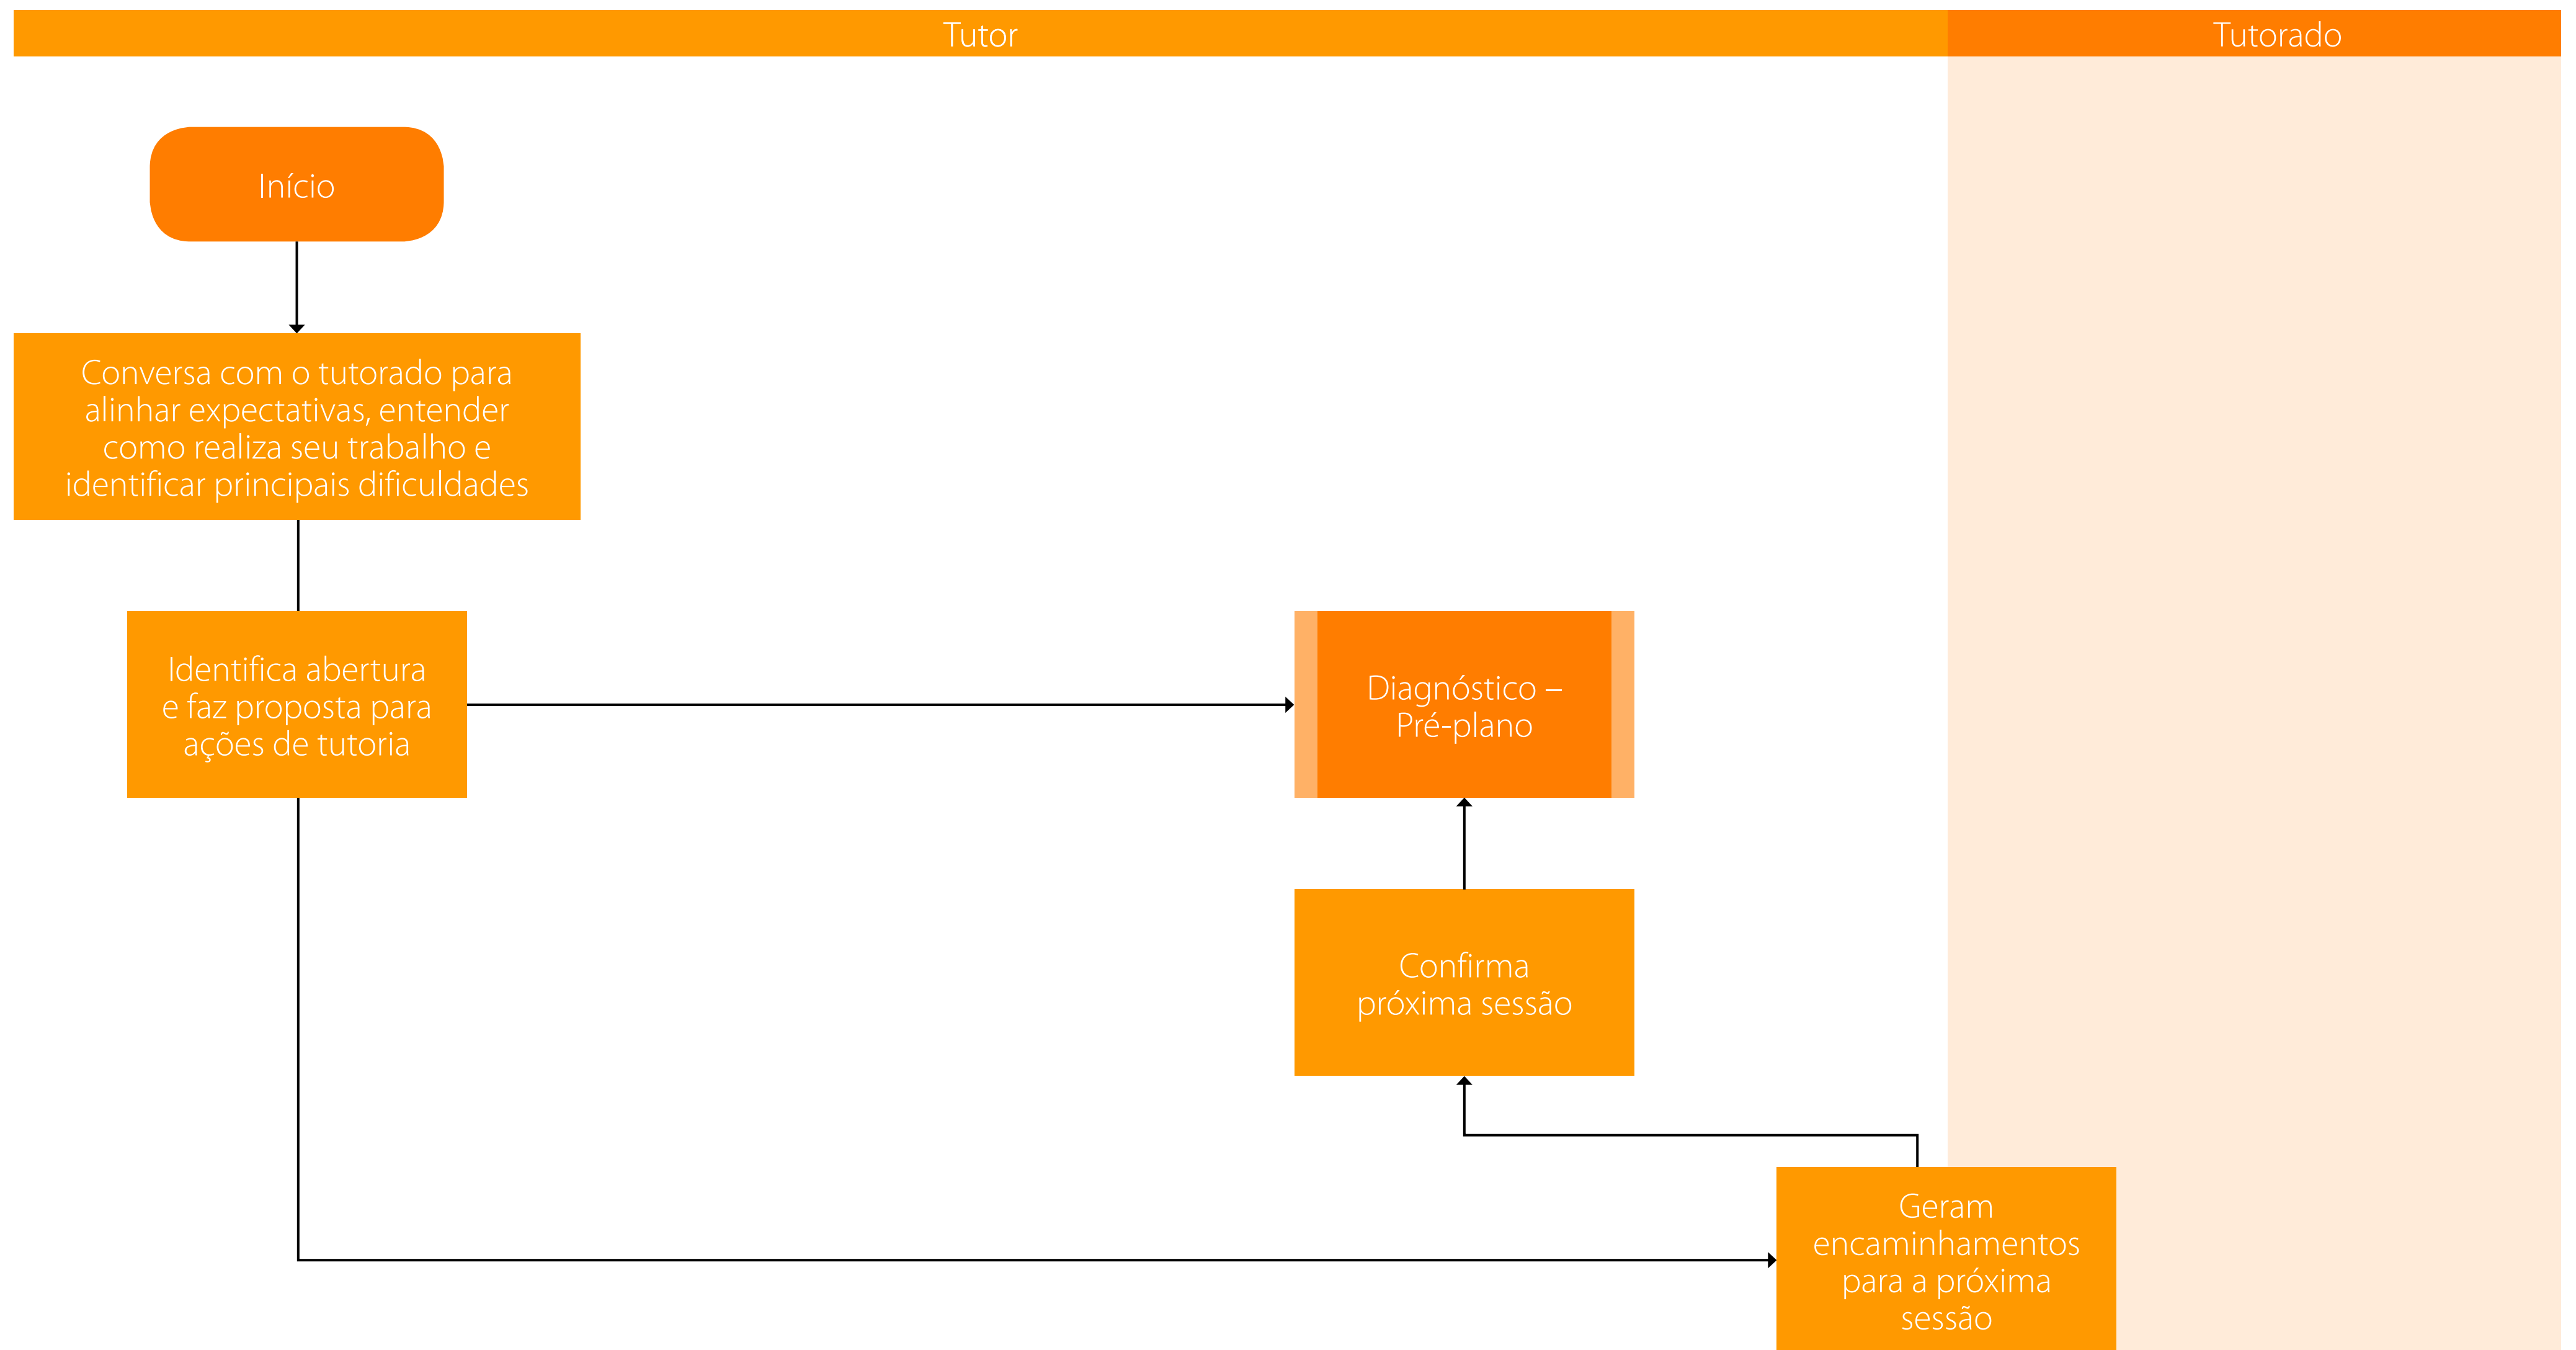 Tutor
Tutorado
Início
Conversa com o tutorado para
alinhar expectativas, entender
como realiza seu trabalho e
identificar principais dificuldades
Identifica abertura
e faz proposta para
ações de tutoria
Diagnóstico –
Pré-plano
Confirma
próxima sessão
Geram
encaminhamentos
para a próxima
sessão